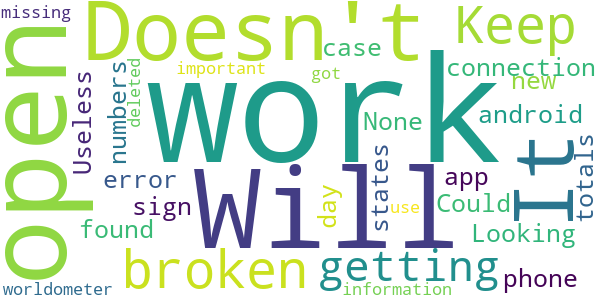 missing
Doesn't
Keep
open
case
connection
important
got
new
Useless
numbers
deleted
work
None
android
It
totals
error
Will
states
app
sign
day
use
Could
found
Looking
broken
getting
phone
worldometer
information